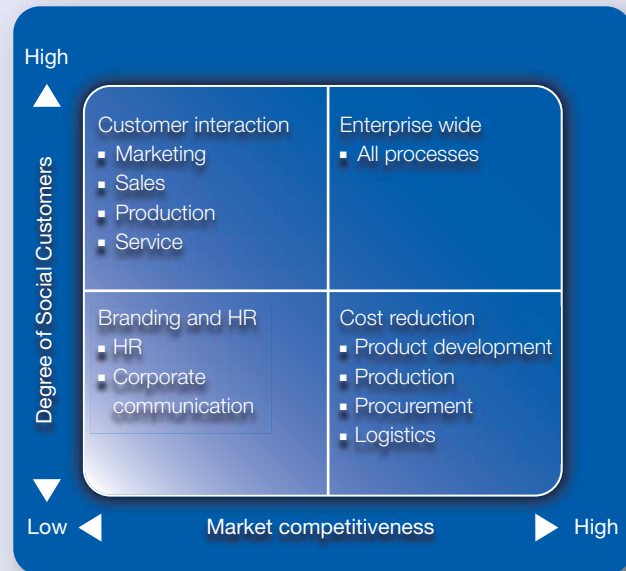 High
Degree of Social Customers
Customer interaction
▪ Marketing
▪ Sales
▪ Production
▪ Service
Enterprise wide
▪ All processes
Branding and HR
▪ HR
▪ Corporate
communication
Cost reduction
▪ Product development
▪ Production
▪ Procurement
▪ Logistics
Low
Market competitiveness
High